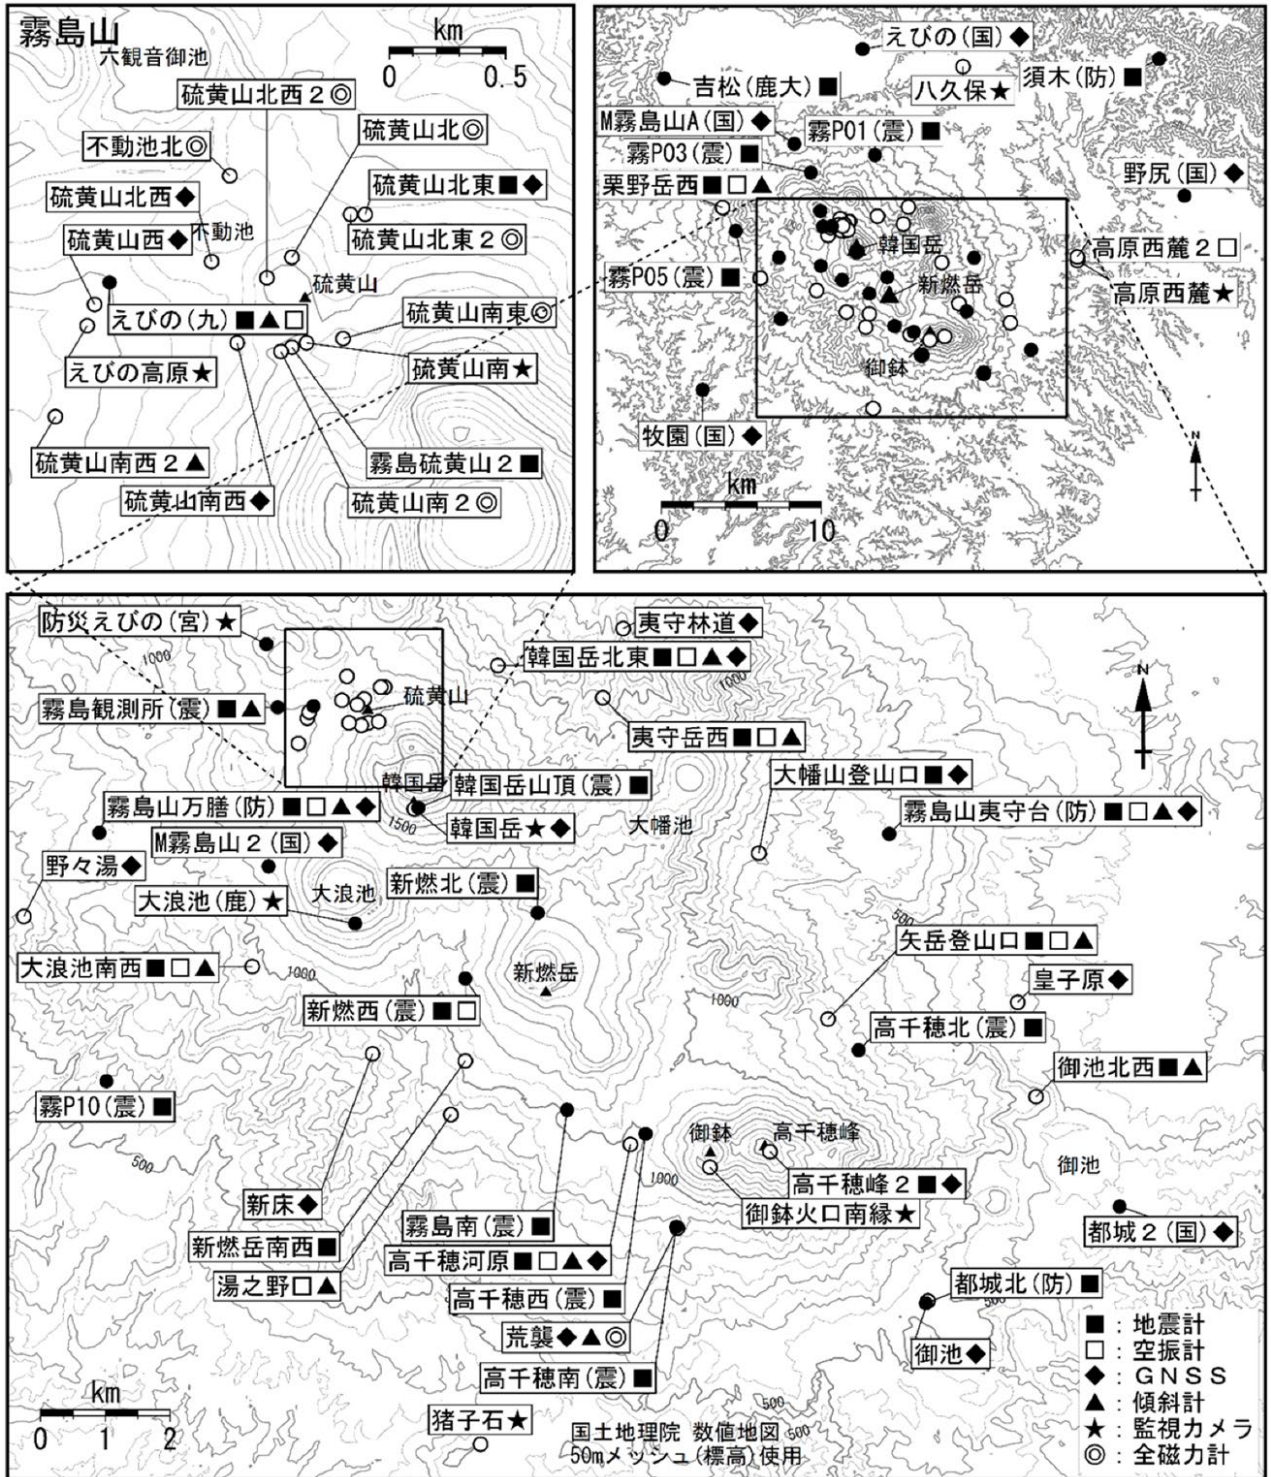 霧島山
六観音御池
km
0 0.5
硫黄山北西2◎
硫黄山北◎
不動池北◎
硫黄山北東■◆
硫黄山北西◆
不動池
硫黄山北東2◎
硫黄山西◆
硫黄山
硫黄山南東◎
えびの(九)■▲□
えびの高原★
硫黄山南★
硫黄山南西2▲
霧島硫黄山2■
硫黄山南西◆
硫黄山南2◎
えびの(国)◆
吉松(鹿大)■
八久保★
須木(防)■
M霧島山A(国)◆
霧P01(震)■
霧P03(震)■
野尻(国)◆
栗野岳西■□▲
韓国岳
高原西麓2□
霧P05(震)■
新燃岳
高原西麓★
御鉢
牧園(国)◆
N
km
0 10
防災えびの(宮)★
夷守林道◆
1000
韓国岳北東■□▲◆
1000
N
霧島観測所(震)■▲
硫黄山
夷守岳西■□▲
大幡山登山口■◆
韓国岳
韓国岳山頂(震)■
霧島山万膳(防)■□▲◆
霧島山夷守台(防)■□▲◆
1500
韓国岳★◆
大幡池
M霧島山2(国)◆
野々湯◆
新燃北(震)■
大浪池
大浪池(鹿)★
500
矢岳登山口■□▲
大浪池南西■□▲
1000
新燃岳
皇子原◆
1000
新燃西(震)■□
高千穂北(震)■
御池北西■▲
霧P10(震)■
御鉢
高千穂峰
500
御池
1000
高千穂峰2■◆
新床◆
御鉢火口南縁★
霧島南(震)■
都城2(国)◆
新燃岳南西■
高千穂河原■□▲◆
湯之野□▲
都城北(防)■
高千穂西(震)■
500
荒襲◆▲◎
御池◆
高千穂南(震)■
■:地震計
□:空振計
◆:GNSS
▲:傾斜計
★:監視カメラ
◎:全磁力計
km
0 1 2
猪子石★
500
国土地理院 数値地図
500
50mメッシュ(標高)使用